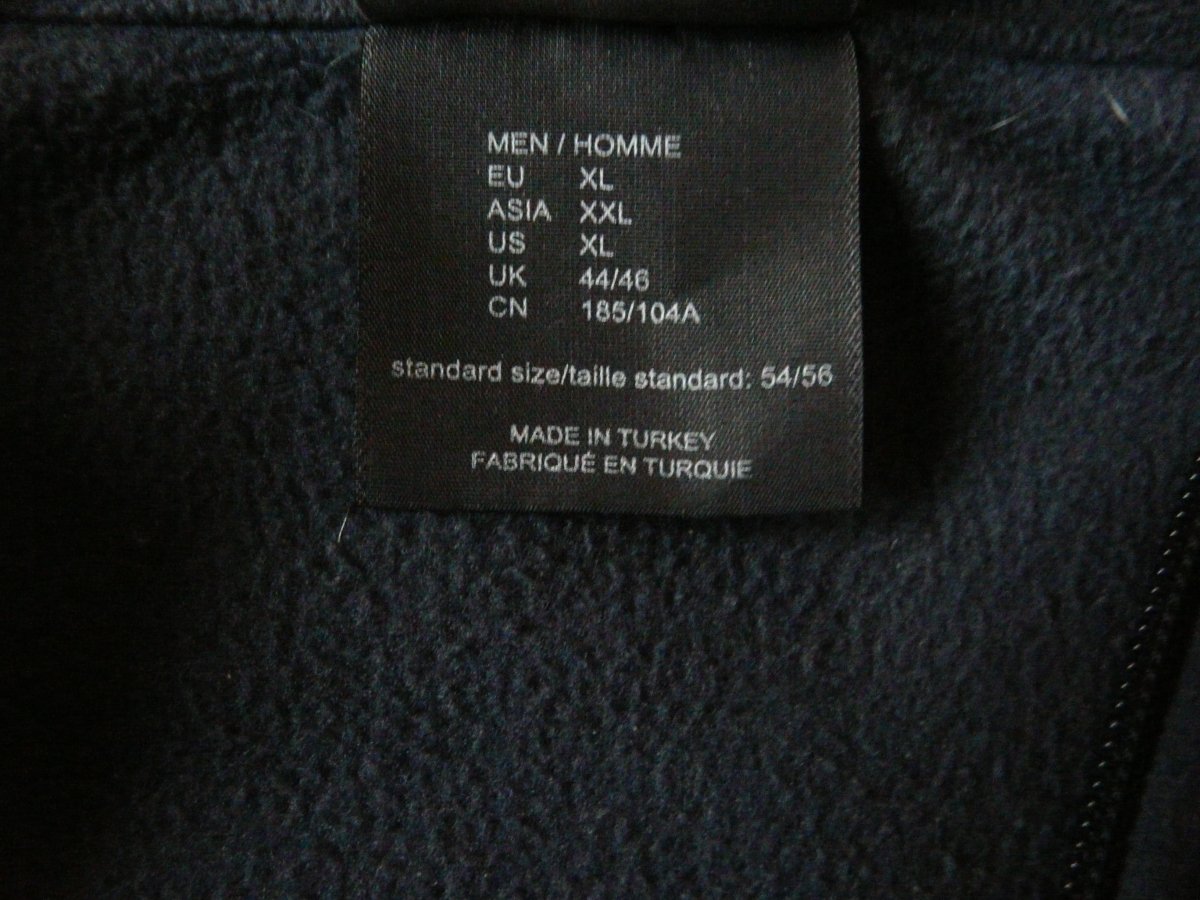 MEN / HOMME
EU XL
ASIA XXL
US XL
UK 44/46
CN 185/104A
standard size/taille standard: 54/56
MADE IN TURKEY
FABRIQUÉ EN TURQUIE